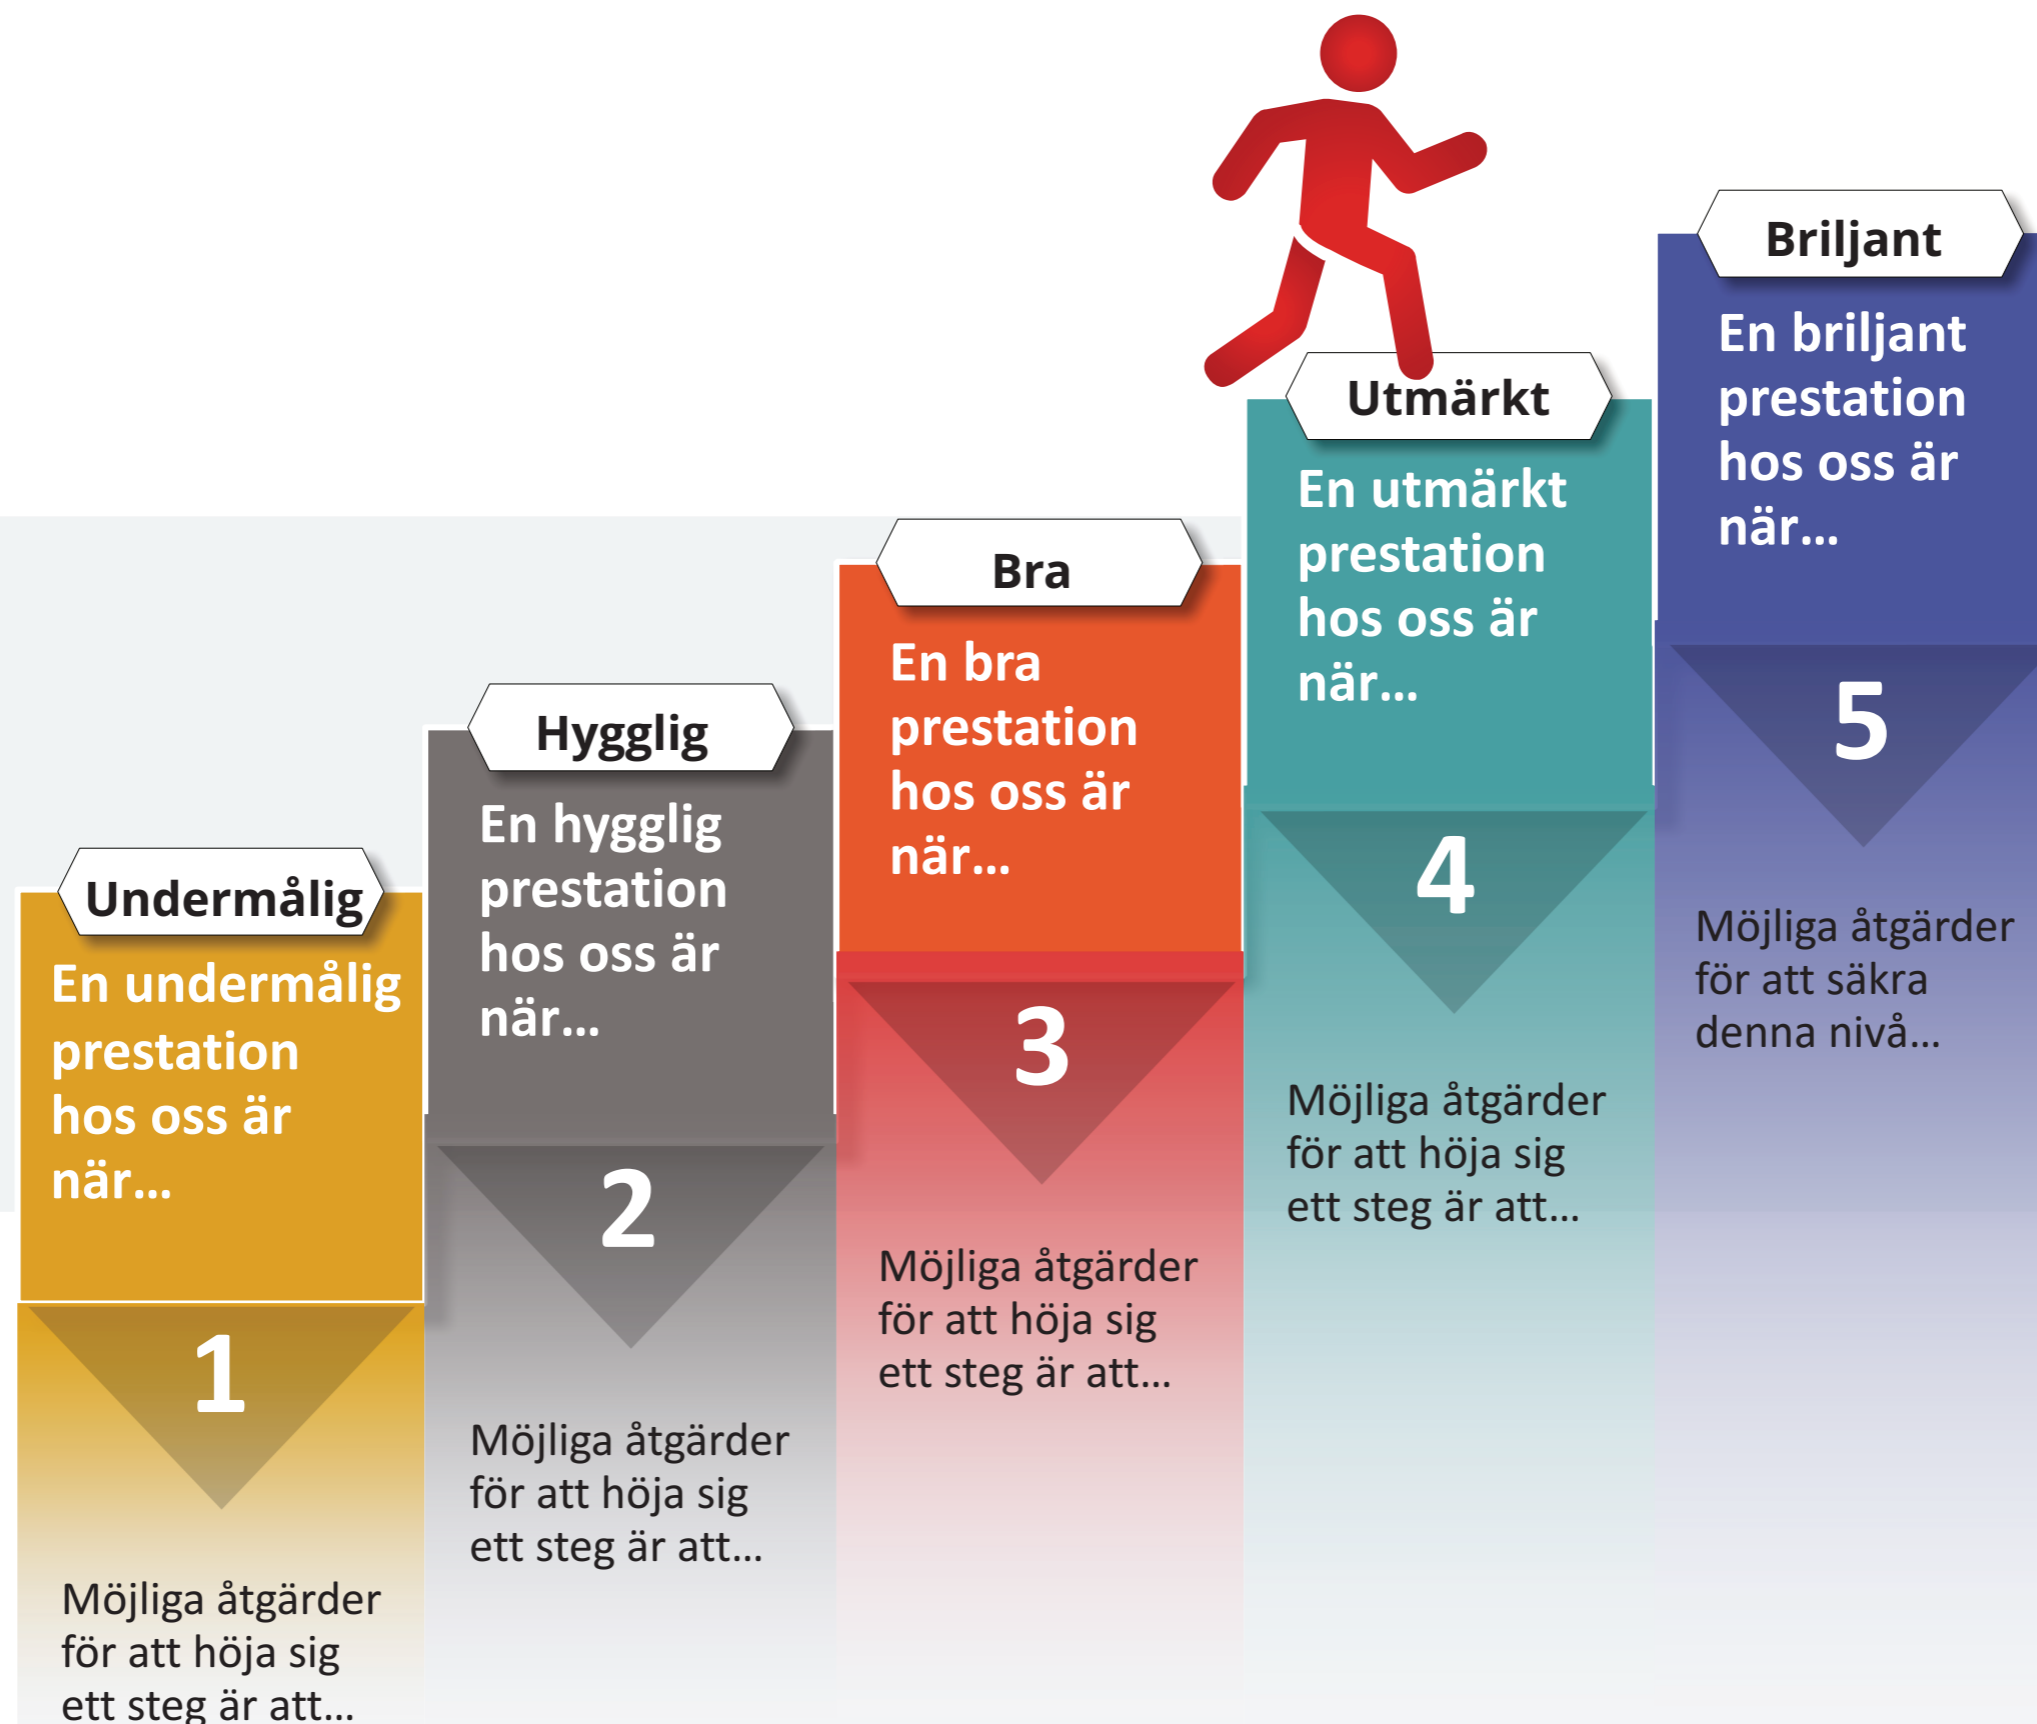 Undermålig
En undermålig
prestation
hos oss är
när...
1
Möjliga åtgärder
för att höja sig
ett steg är att...
Hygglig
En hygglig
prestation
hos oss är
när...
2
Möjliga åtgärder
för att höja sig
ett steg är att...
Bra
En bra
prestation
hos oss är
när...
3
Möjliga åtgärder
för att höja sig
ett steg är att...
Utmärkt
En utmärkt
prestation
hos oss är
när...
4
Möjliga åtgärder
för att höja sig
ett steg är att...
Briljant
En briljant
prestation
hos oss är
när...
5
Möjliga åtgärder
för att säkra
denna nivå...